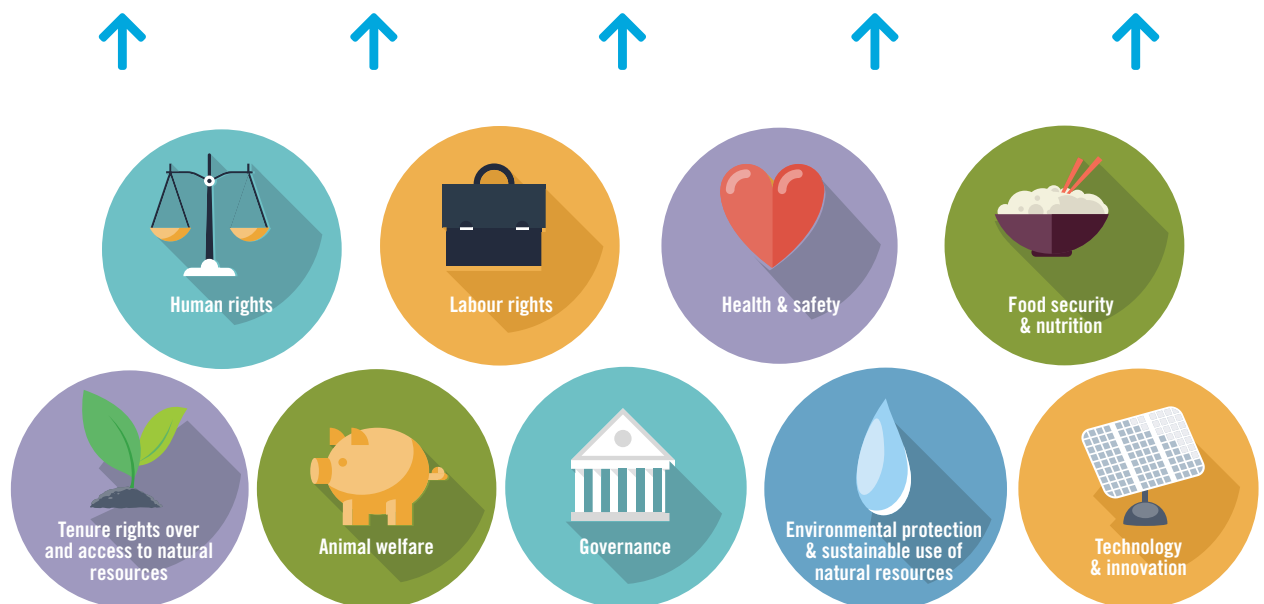 Human rights
Labour rights
Health & safety
Food security
& nutrition
Tenure rights over
and access to natural
resources
Animal welfare
Governance
Environmental protection
& sustainable use of
natural resources
Technology
& innovation